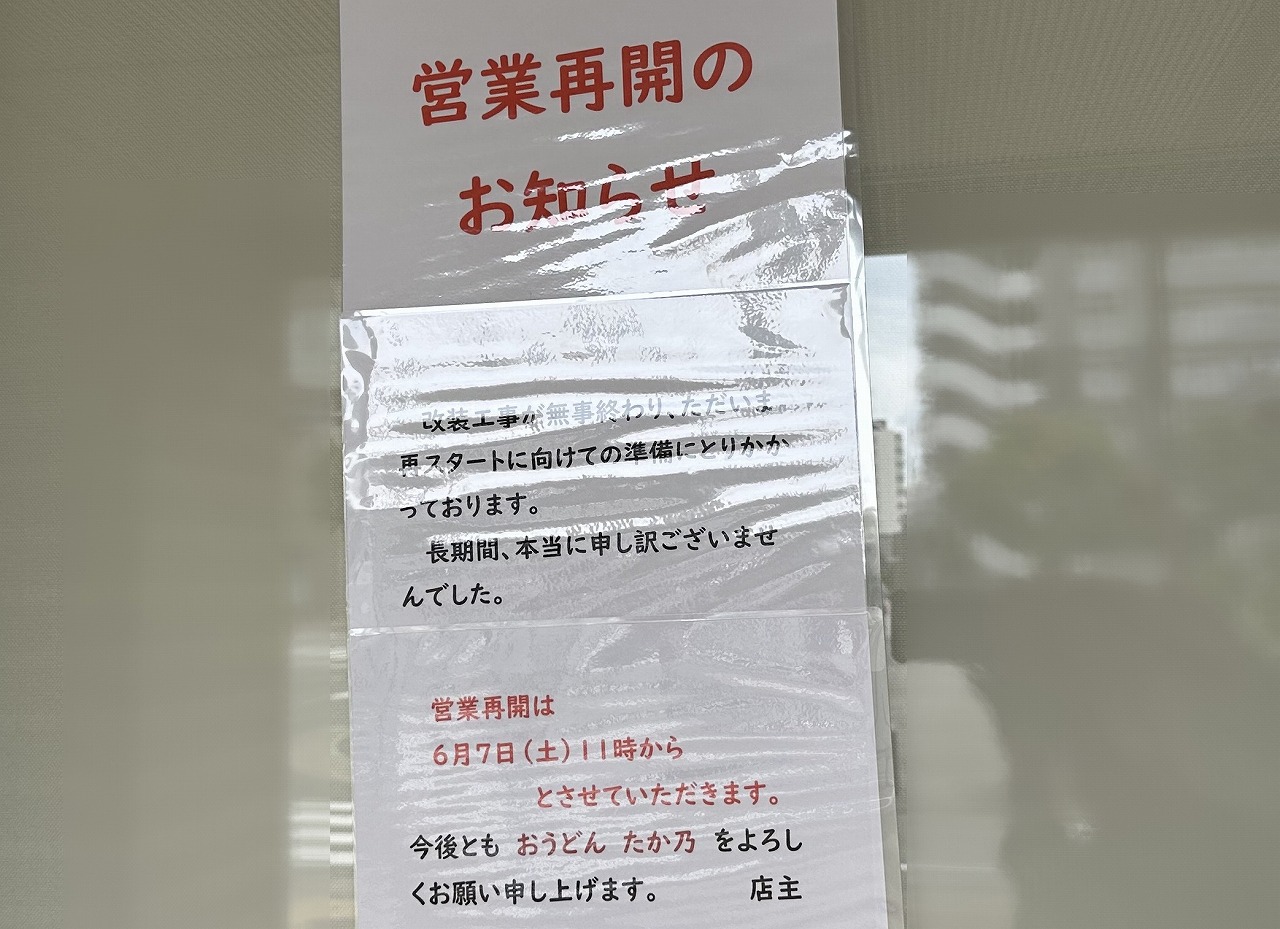 営業再開の
お知らせ
改装工事が無事終わり、ただいま
再スタートに向けての準備にとりかか
っております。
長期間、本当に申し訳ございませ
んでした。
営業再開は
6月7日(土)11時から
とさせていただきます。
今後とも おうどん たか乃 をよろし
くお願い申し上げます。 店主